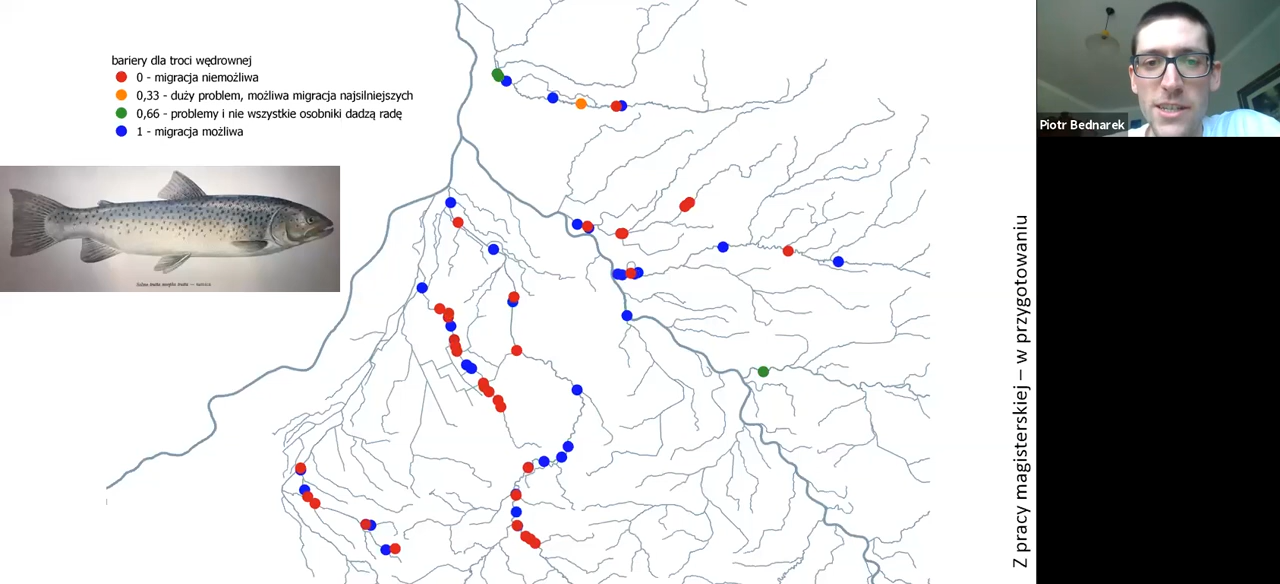 bariery dla troci wędrownej
0 - migracja niemożliwa
0,33 - duży problem, możliwa migracja najsilniejszych
0,66 - problemy i nie wszystkie osobniki dadzą radę
1 - migracja możliwa
Z pracy magisterskiej – w przygotowaniu
Piotr Bednarek